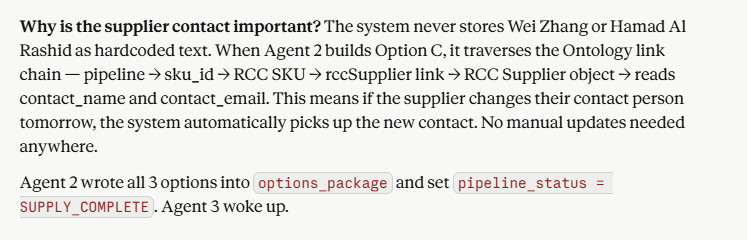 Why is the supplier contact important? The system never stores Wei Zhang or Hamad Al
Rashid as hardcoded text. When Agent 2 builds Option C, it traverses the Ontology link
chain — pipeline → sku_id → RCC SKU → rccSupplier link → RCC Supplier object → reads
contact_name and contact_email. This means if the supplier changes their contact person
tomorrow, the system automatically picks up the new contact. No manual updates needed
anywhere.
Agent 2 wrote all 3 options into options_package and set pipeline_status =
SUPPLY_COMPLETE. Agent 3 woke up.